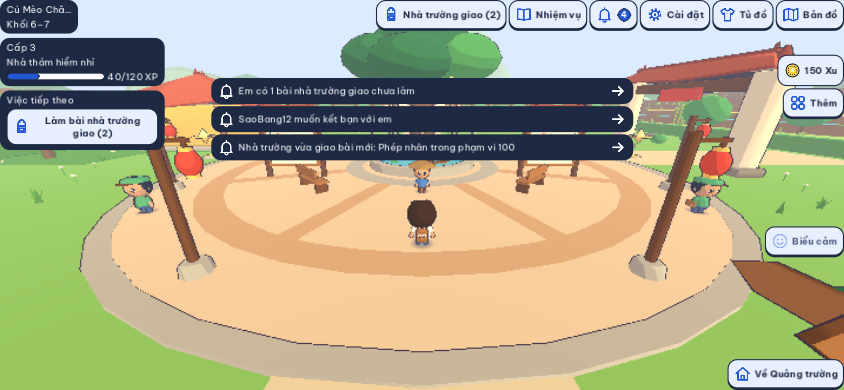 Cú Mèo Chă...
Khối 6-7
Nhà trường giao (2)
Nhiệm vụ
4
Cài đặt
Tủ đồ
Bản đồ
Cấp 3
Nhà thám hiểm nhí
40/120 XP
150 Xu
Thêm
Việc tiếp theo
Làm bài nhà trường
giao (2)
Em có 1 bài nhà trường giao chưa làm
SaoBang12 muốn kết bạn với em
Nhà trường vừa giao bài mới: Phép nhân trong phạm vi 100
Biểu cảm
Về Quảng trường